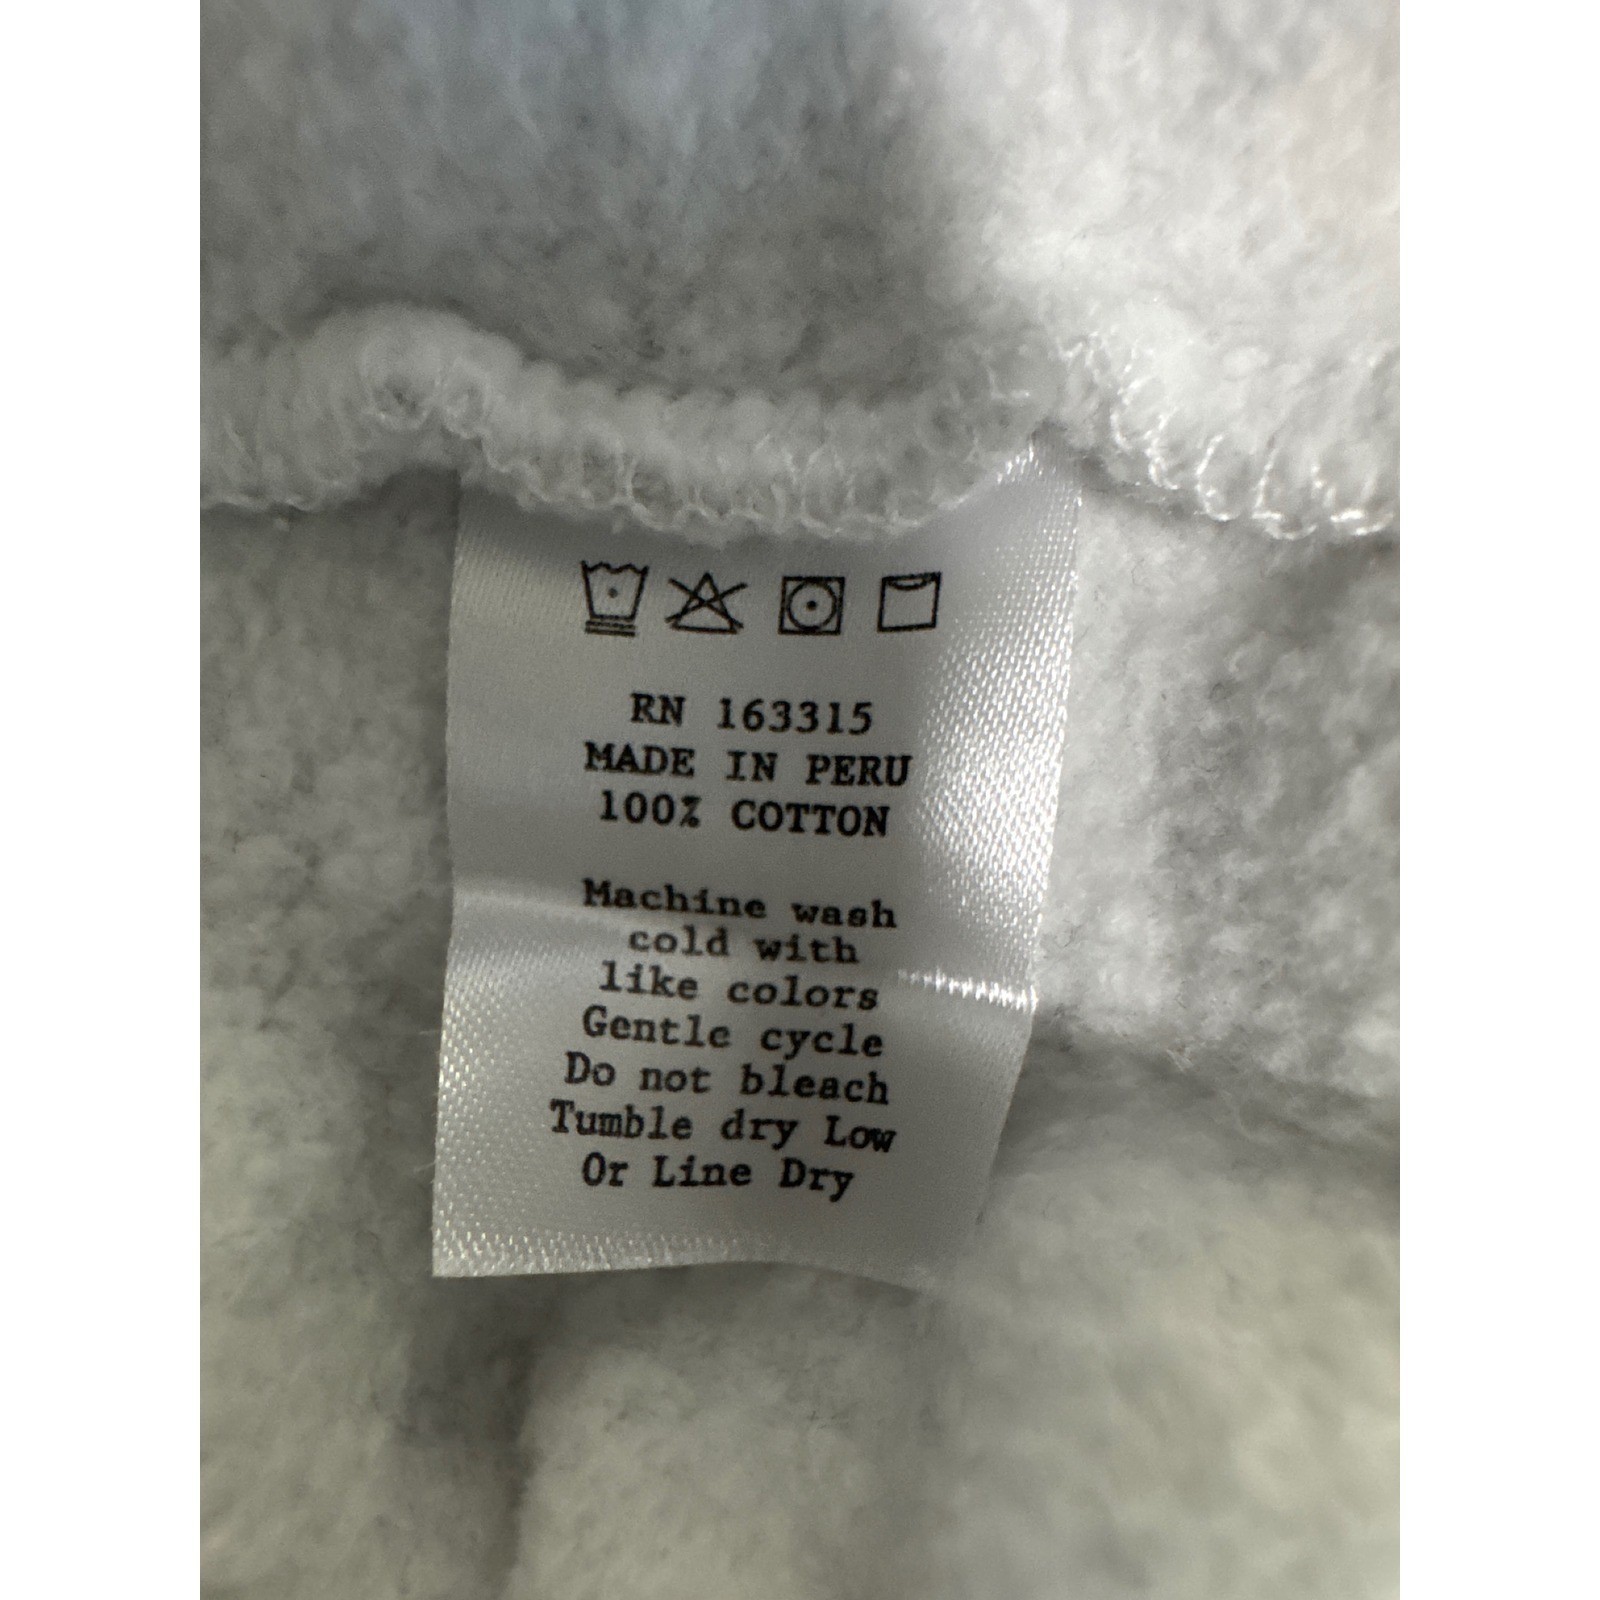 RN 163315
MADE IN PERU
100% COTTON
Machine wash
cold with
like colors
Gentle cycle
Do not bleach
Tumble dry Low
Or Line Dry